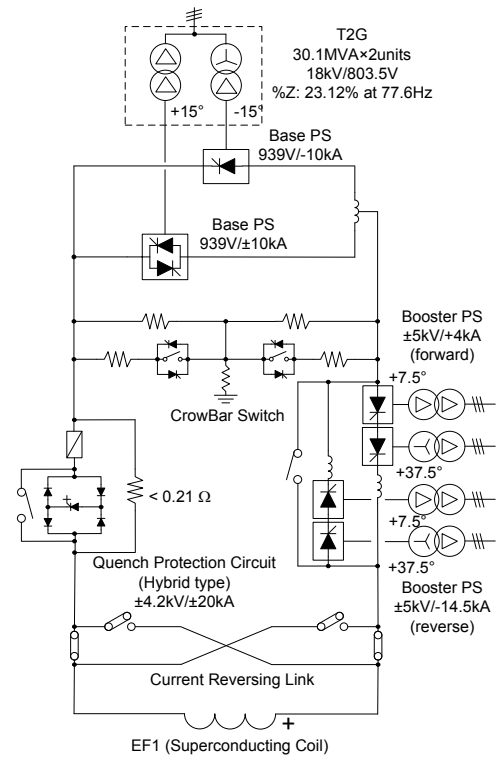 T2G
30.1MVA×2units
18kV/803.5V
%Z: 23.12% at 77.6Hz
+15°
-15°
Base PS
939V/-10kA
Base PS
939V/±10kA
Booster PS
±5kV/+4kA
(forward)
+7.5°
CrowBar Switch
+37.5°
< 0.21 Ω
+7.5°
Quench Protection Circuit
(Hybrid type)
±4.2kV/±20kA
+37.5°
Booster PS
±5kV/-14.5kA
(reverse)
Current Reversing Link
+
EF1 (Superconducting Coil)